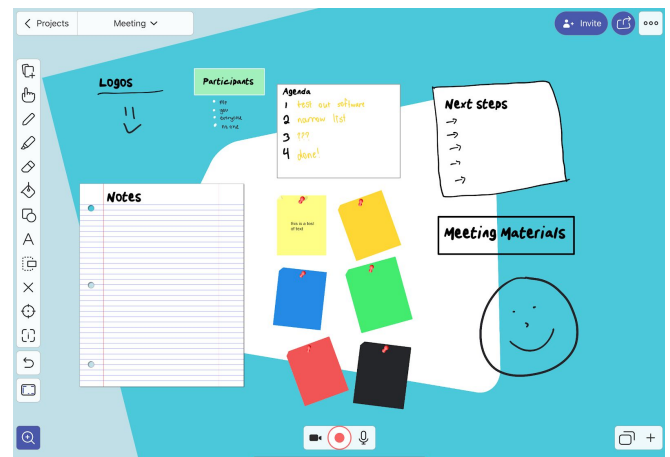 Projects
Meeting
Invite
Logos
Participants
me
you
everyone
no one
Agenda
1 test out software
2 narrow list
3 ???
4 done!
Next steps
Notes
this is a test
of text
Meeting Materials